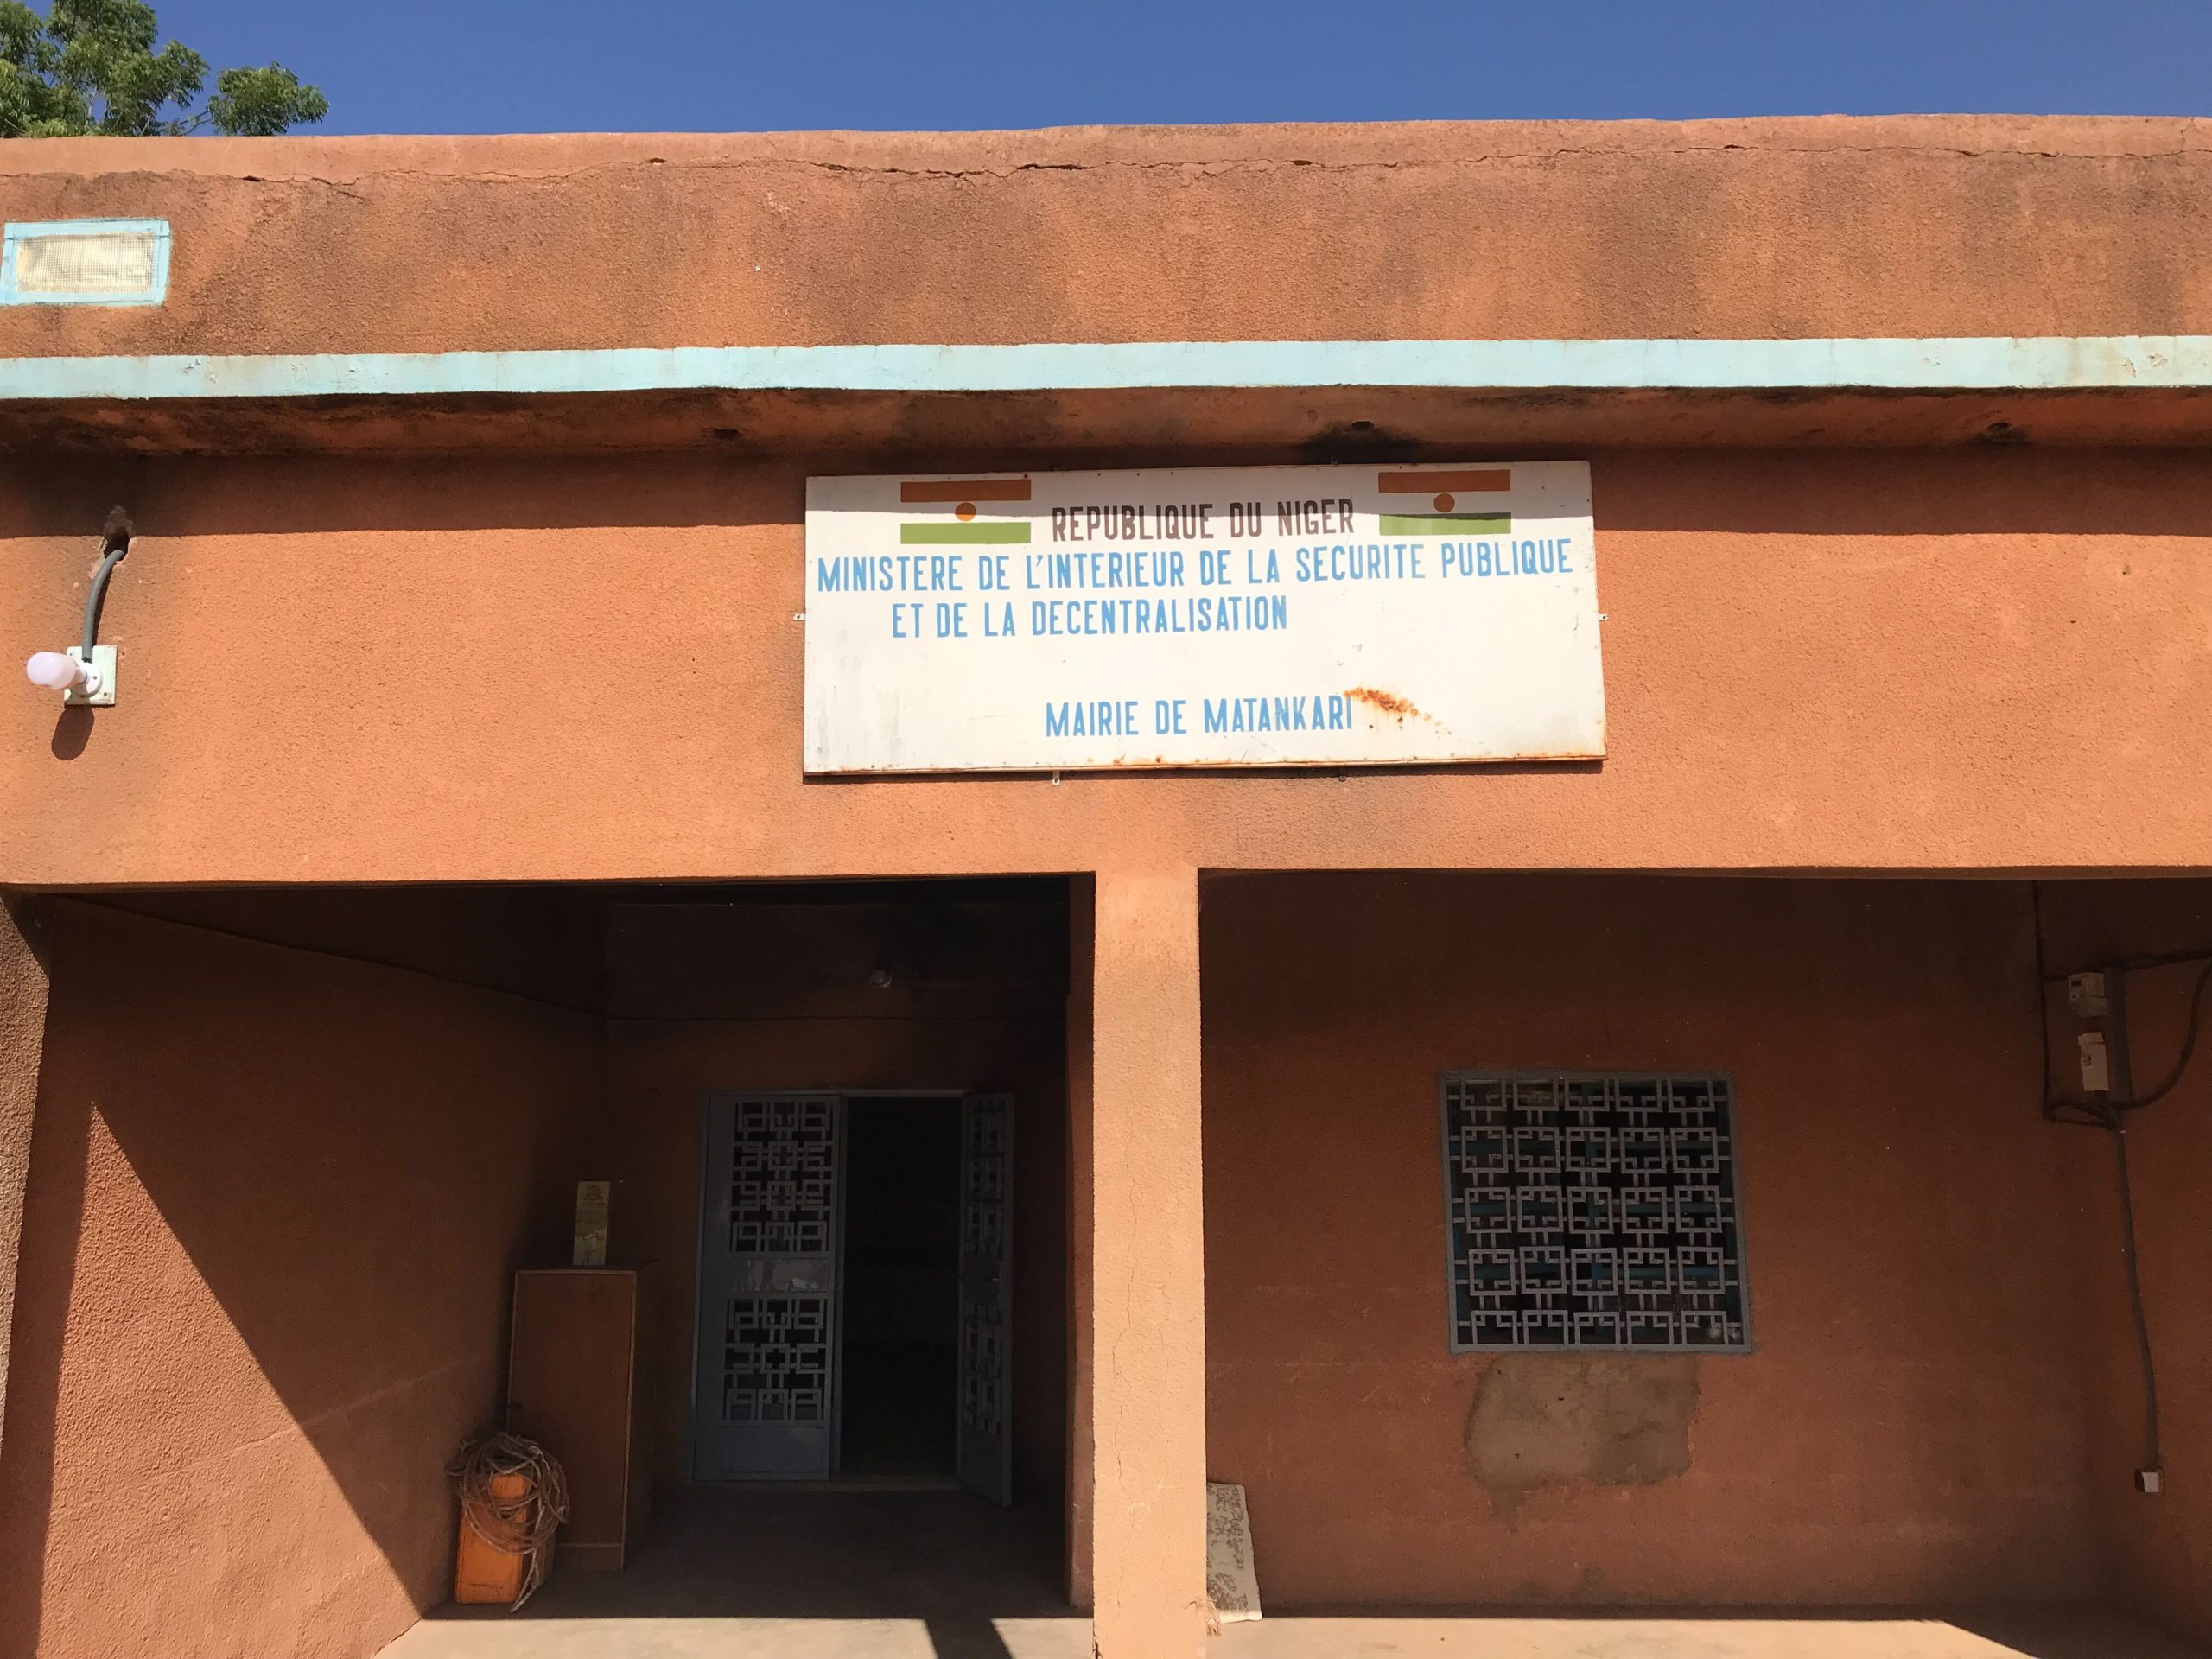 REPUBLIQUE DU NIGER
MINISTERE DE L'INTERIEUR DE LA SECURITE PUBLIQUE
ET DE LA DECENTRALISATION
MAIRIE DE MATANKARI